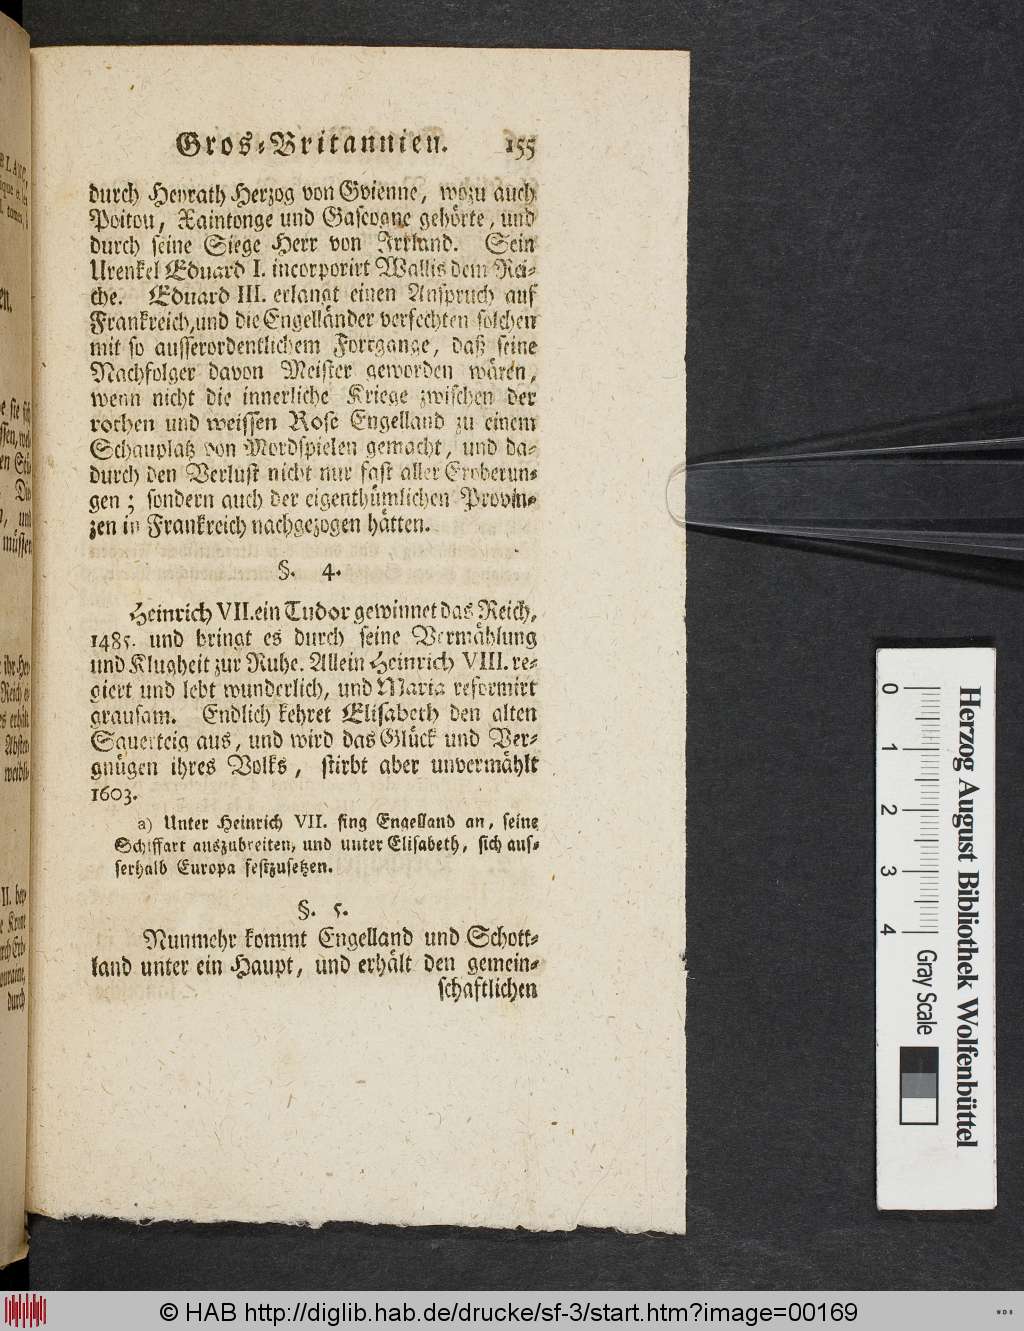 Gros-Britannien. 155
durch Heyrath Herzog von Gvienne, wozu auch
Poitou, Xaintonge und Gascogne gehörte, und
durch seine Siege Herr von Irrland. Sein
Urenkel Eduard I. incorporirt Wallis dem Rei-
che. Eduard III. erlangt einen Anspruch auf
Frankreich, und die Engelländer verfechten solchen
mit so ausserordentlichem Fortgange, daß seine
Nachfolger davon Meister geworden wären,
wenn nicht die innerliche Kriege zwischen der
rothen und weissen Rose Engelland zu einem
Schauplatz von Mordspielen gemacht, und da-
durch den Verlust nicht nur fast aller Eroberun-
gen; sondern auch der eigenthümlichen Provin-
zen in Frankreich nachgezogen hätten.
§. 4.
Heinrich VII. ein Tudor gewinnet das Reich,
1485. und bringt es durch seine Vermählung
und Klugheit zur Ruhe. Allein Heinrich VIII. re-
giert und lebt wunderlich, und Maria reformirt
grausam. Endlich kehret Elisabeth den alten
Sauerteig aus, und wird das Glück und Ver-
gnügen ihres Volks, stirbt aber unvermählt
1603.
a) Unter Heinrich VII. fing Engelland an, seine
Schiffart auszubreiten, und unter Elisabeth, sich aus-
serhalb Europa festzusetzen.
§. 5.
Nunmehr kommt Engelland und Schott-
land unter ein Haupt, und erhält den gemein-
schaftlichen
0 1 2 3 4
Gray Scale
Herzog August Bibliothek Wolfenbüttel
© HAB http://diglib.hab.de/drucke/sf-3/start.htm?image=00169